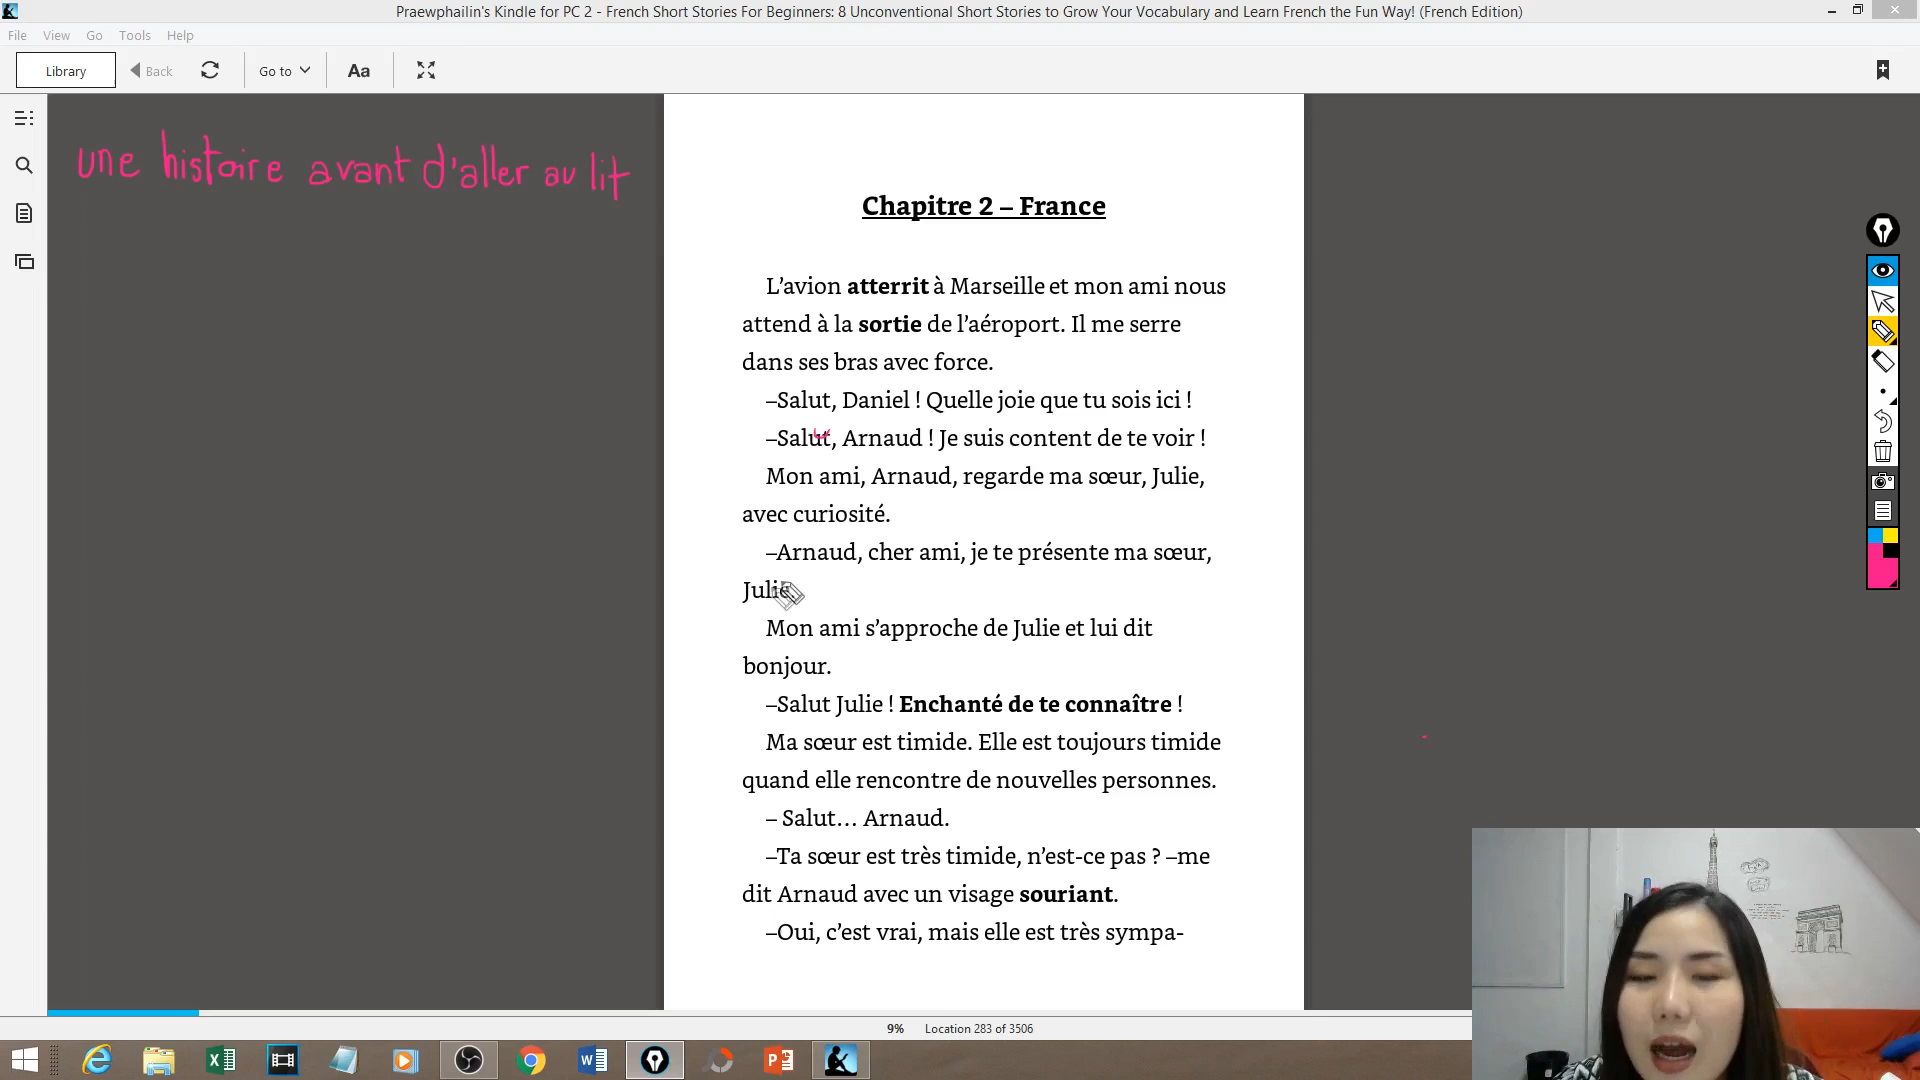 Praewphailin's Kindle for PC 2 - French Short Stories For Beginners: 8 Unconventional Short Stories to Grow Your Vocabulary and Learn French the Fun Way! (French Edition)
File View Go Tools Help
Library Back Go to Aa
une histoire avant d'aller au lit
Chapitre 2 – France
L’avion atterrit à Marseille et mon ami nous
attend à la sortie de l’aéroport. Il me serre
dans ses bras avec force.
–Salut, Daniel ! Quelle joie que tu sois ici !
–Salut, Arnaud ! Je suis content de te voir !
Mon ami, Arnaud, regarde ma sœur, Julie,
avec curiosité.
–Arnaud, cher ami, je te présente ma sœur,
Julie.
Mon ami s’approche de Julie et lui dit
bonjour.
–Salut Julie ! Enchanté de te connaître !
Ma sœur est timide. Elle est toujours timide
quand elle rencontre de nouvelles personnes.
– Salut… Arnaud.
–Ta sœur est très timide, n’est-ce pas ? –me
dit Arnaud avec un visage souriant.
–Oui, c’est vrai, mais elle est très sympa-
9% Location 283 of 3506